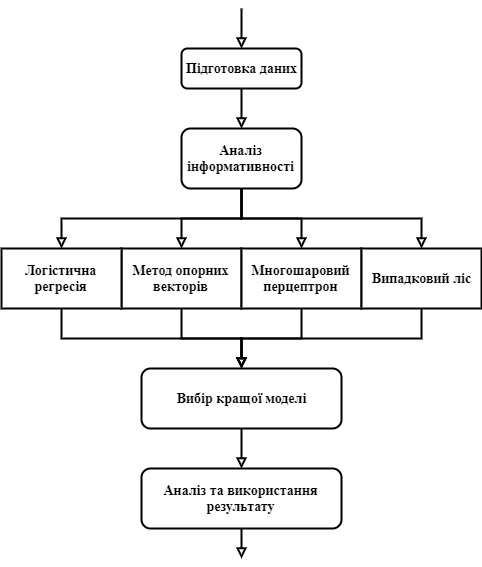 Підготовка даних
Аналіз
інформативності
Логістична
регресія
Метод опорних
векторів
Многошаровий
перцептрон
Випадковий ліс
Вибір кращої моделі
Аналіз та використання
результату